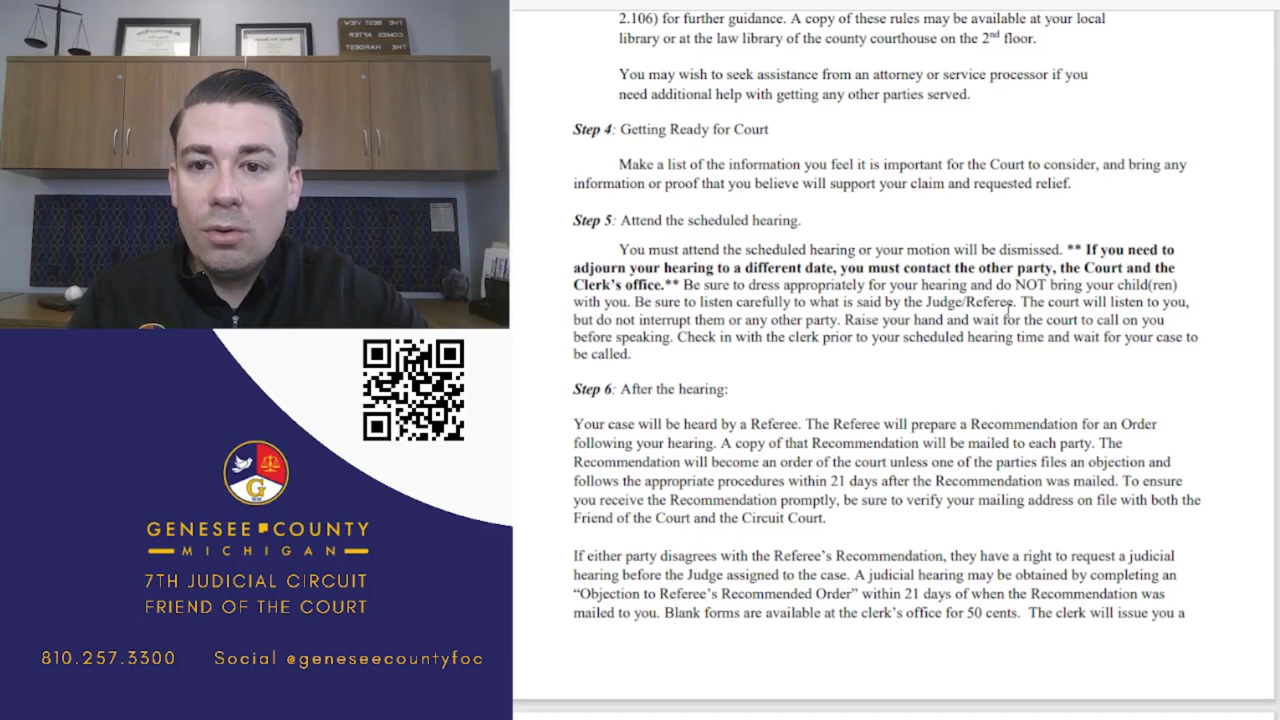 THE BEST VIEW
COMES AFTER
THE HARDEST
GENESEE COUNTY
MICHIGAN
7TH JUDICIAL CIRCUIT
FRIEND OF THE COURT
810.257.3300 Social @geneseecountyfoc
2.106) for further guidance. A copy of these rules may be available at your local
library or at the law library of the county courthouse on the 2nd floor.
You may wish to seek assistance from an attorney or service processor if you
need additional help with getting any other parties served.
Step 4: Getting Ready for Court
Make a list of the information you feel it is important for the Court to consider, and bring any
information or proof that you believe will support your claim and requested relief.
Step 5: Attend the scheduled hearing.
You must attend the scheduled hearing or your motion will be dismissed. ** If you need to
adjourn your hearing to a different date, you must contact the other party, the Court and the
Clerk's office.** Be sure to dress appropriately for your hearing and do NOT bring your child(ren)
with you. Be sure to listen carefully to what is said by the Judge/Referee. The court will listen to you,
but do not interrupt them or any other party. Raise your hand and wait for the court to call on you
before speaking. Check in with the clerk prior to your scheduled hearing time and wait for your case to
be called.
Step 6: After the hearing:
Your case will be heard by a Referee. The Referee will prepare a Recommendation for an Order
following your hearing. A copy of that Recommendation will be mailed to each party. The
Recommendation will become an order of the court unless one of the parties files an objection and
follows the appropriate procedures within 21 days after the Recommendation was mailed. To ensure
you receive the Recommendation promptly, be sure to verify your mailing address on file with both the
Friend of the Court and the Circuit Court.
If either party disagrees with the Referee's Recommendation, they have a right to request a judicial
hearing before the Judge assigned to the case. A judicial hearing may be obtained by completing an
"Objection to Referee's Recommended Order" within 21 days of when the Recommendation was
mailed to you. Blank forms are available at the clerk's office for 50 cents. The clerk will issue you a